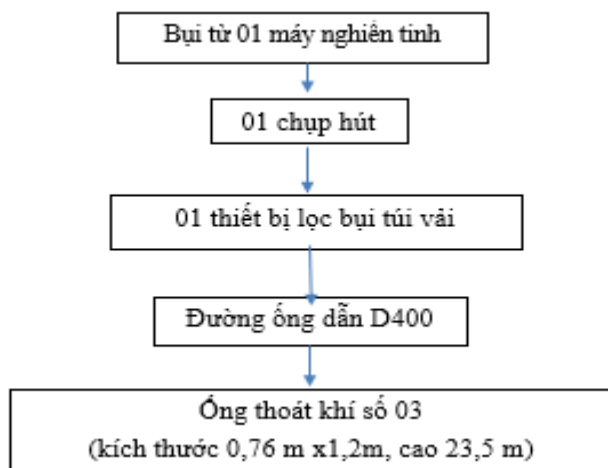 Bụi từ 01 máy nghiền tinh
01 chụp hút
01 thiết bị lọc bụi túi vải
Đường ống dẫn D400
Ống thoát khí số 03
(kích thước 0,76 m x1,2m, cao 23,5 m)